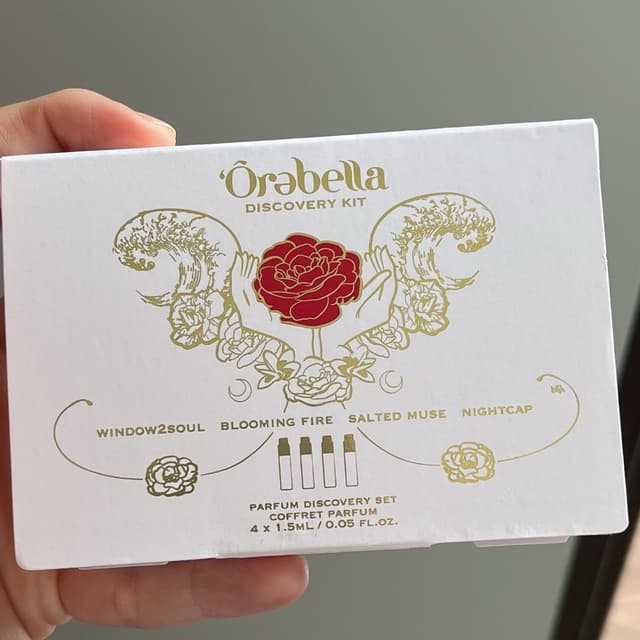 'Ôrəbella
DISCOVERY KIT
WINDOW2SOUL BLOOMING FIRE SALTED MUSE NIGHTCAP
PARFUM DISCOVERY SET
COFFRET PARFUM
4 x 1.5ML / 0.05 FL.OZ.